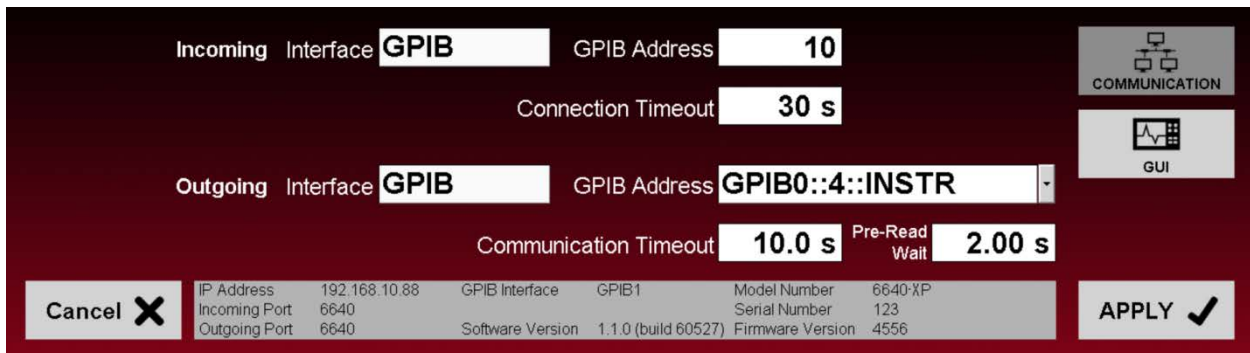 Incoming Interface GPIB GPIB Address 10
COMMUNICATION
Connection Timeout 30 s
GUI
Outgoing Interface GPIB GPIB Address GPIB0::4::INSTR
Communication Timeout 10.0 s Pre-Read Wait 2.00 s
Cancel
IP Address 192.168.10.88 GPIB Interface GPIB1 Model Number 6640-XP
Incoming Port 6640 Serial Number 123
Outgoing Port 6640 Software Version 1.1.0 (build 60527) Firmware Version 4556
APPLY